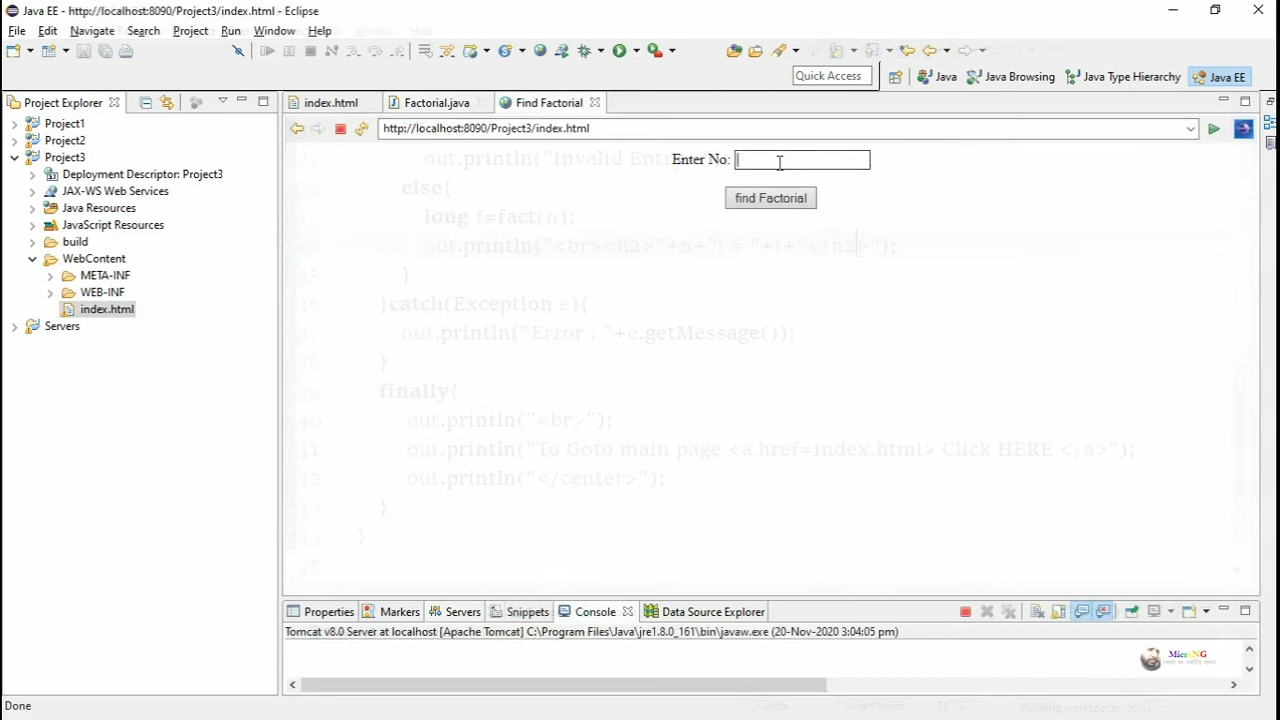 Java EE - http://localhost:8090/Project3/index.html - Eclipse
File Edit Navigate Search Project Run Window Help
Quick Access Java Java Browsing Java Type Hierarchy Java EE
Project Explorer
index.html Factorial.java Find Factorial
http://localhost:8090/Project3/index.html
Project1
Project2
Project3
Deployment Descriptor: Project3
JAX-WS Web Services
Java Resources
JavaScript Resources
build
WebContent
META-INF
WEB-INF
index.html
Servers
Enter No:
find Factorial
out.println("Invalid Ent
else{
long f=fact(n);
out.println("<br><h2>"+n+"! = "+f+"</h2>");
}
}catch(Exception e){
out.println("Error : "+e.getMessage());
}
finally{
out.println("<br>");
out.println("To Goto main page <a href=index.html> Click HERE </a>");
out.println("</center>");
}
}
Properties Markers Servers Snippets Console Data Source Explorer
Tomcat v8.0 Server at localhost [Apache Tomcat] C:\Program Files\Java\jre1.8.0_161\bin\javaw.exe (20-Nov-2020 3:04:05 pm)
MicroNG
Done